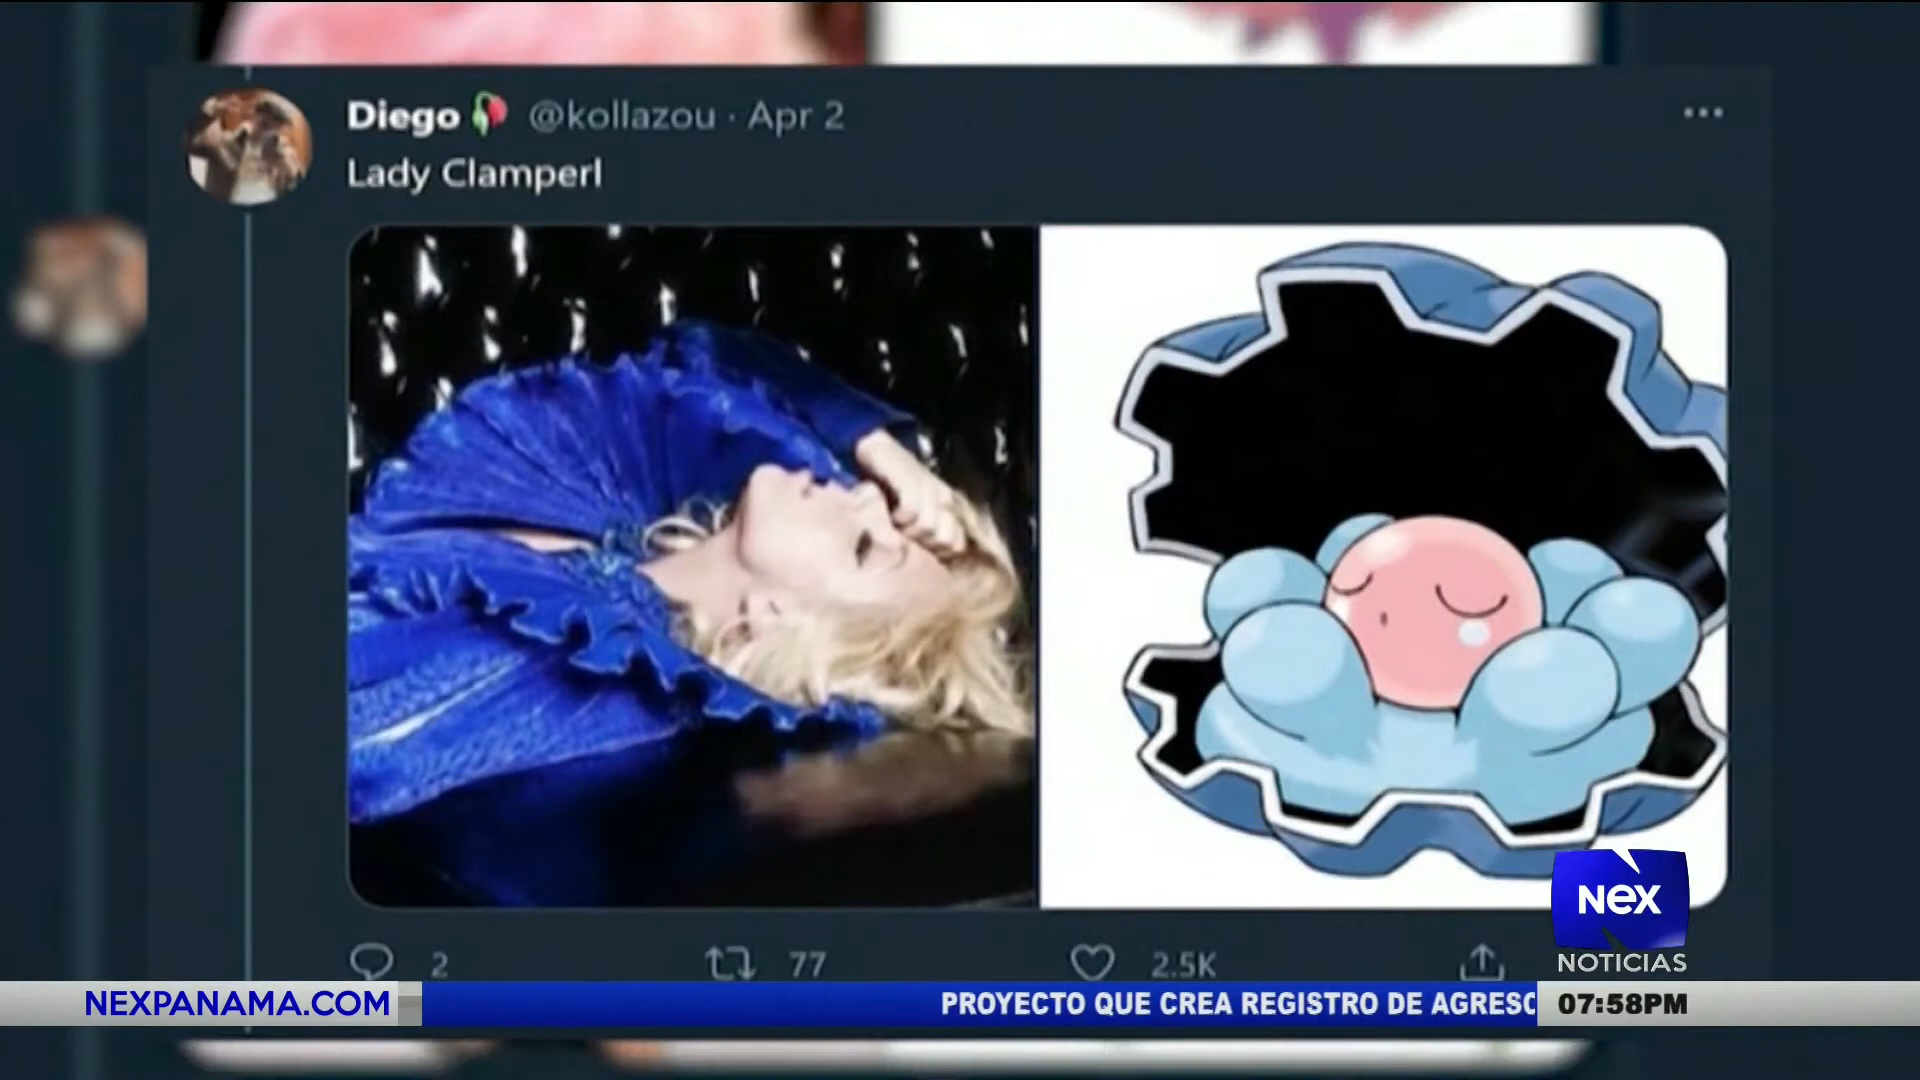 Diego @kollazou · Apr 2
Lady Clamperl
2 77 2.5K
NEX
NOTICIAS
NEXPANAMA.COM PROYECTO QUE CREA REGISTRO DE AGRESO 07:58PM